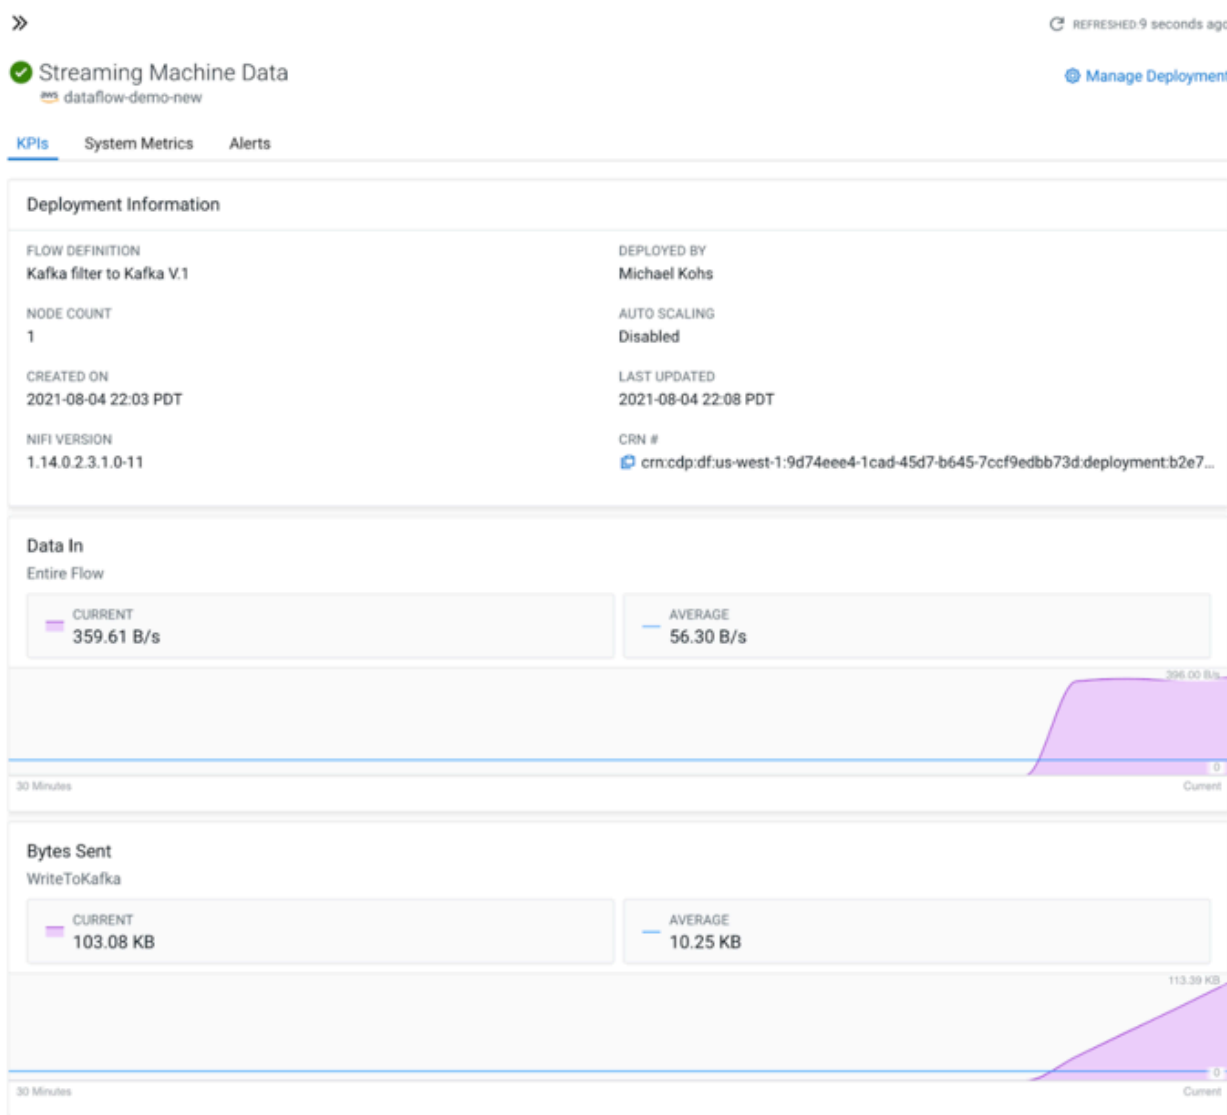 REFRESHED:9 seconds ago
Streaming Machine Data
Manage Deployment
aws dataflow-demo-new
KPIs System Metrics Alerts
Deployment Information
FLOW DEFINITION DEPLOYED BY
Kafka filter to Kafka V.1 Michael Kohs
NODE COUNT AUTO SCALING
1 Disabled
CREATED ON LAST UPDATED
2021-08-04 22:03 PDT 2021-08-04 22:08 PDT
NIFI VERSION CRN #
1.14.0.2.3.1.0-11 crn:cdp:df:us-west-1:9d74eee4-1cad-45d7-b645-7ccf9edbb73d:deployment:b2e7...
Data In
Entire Flow
CURRENT AVERAGE
359.61 B/s 56.30 B/s
396.00 B/s
0
30 Minutes Current
Bytes Sent
WriteToKafka
CURRENT AVERAGE
103.08 KB 10.25 KB
113.39 KB
0
30 Minutes Current